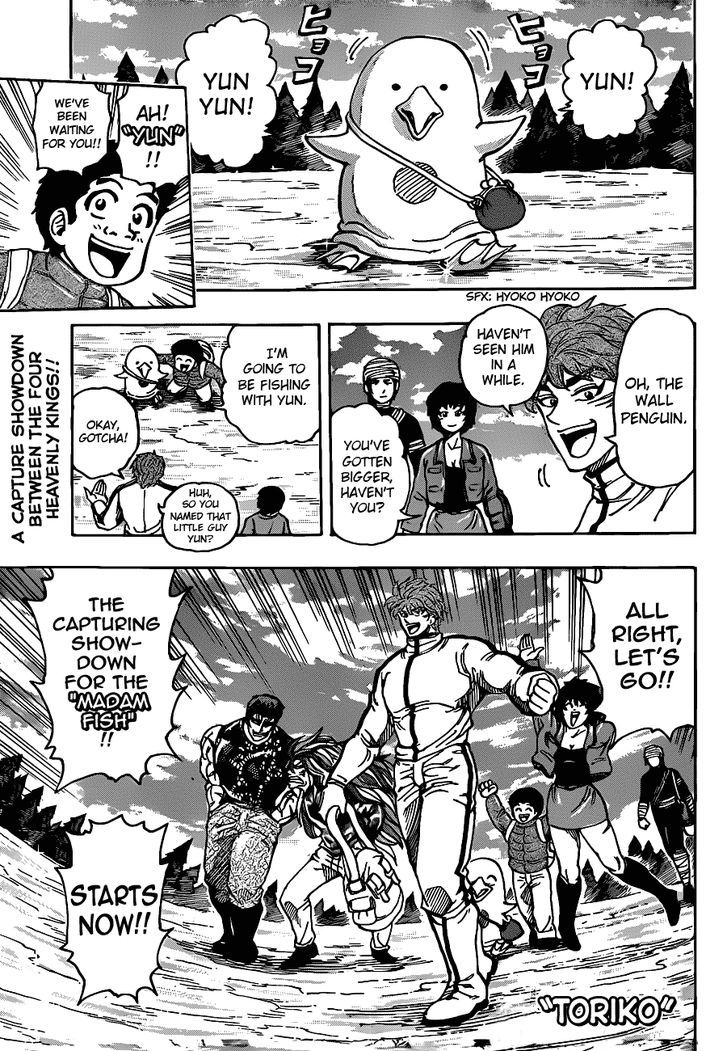 YUN!
ヒョコ
ヒョコ
YUN
YUN!
SFX: HYOKO HYOKO
AH!
"YUN"
!!
WE'VE
BEEN
WAITING
FOR YOU!!
OH, THE
WALL
PENGUIN.
HAVEN'T
SEEN HIM
IN A
WHILE.
YOU'VE
GOTTEN
BIGGER,
HAVEN'T
YOU?
I'M
GOING TO
BE FISHING
WITH YUN.
HUH,
SO YOU
NAMED THAT
LITTLE GUY
YUN?
OKAY,
GOTCHA!
A CAPTURE SHOWDOWN
BETWEEN THE FOUR
HEAVENLY KINGS!!
ALL
RIGHT,
LET'S
GO!!
THE
CAPTURING
SHOW-
DOWN
FOR THE
"MADAM
FISH"
!!
STARTS
NOW!!
"TORIKO"